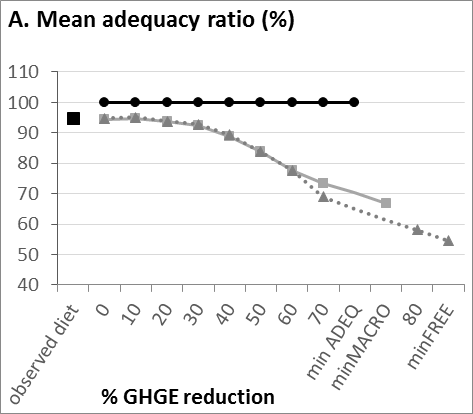 A. Mean adequacy ratio (%)
110
100
90
80
70
60
50
40
observed diet
0
10
20
30
40
50
60
70
min ADEQ
minMACRO
80
minFREE
% GHGE reduction